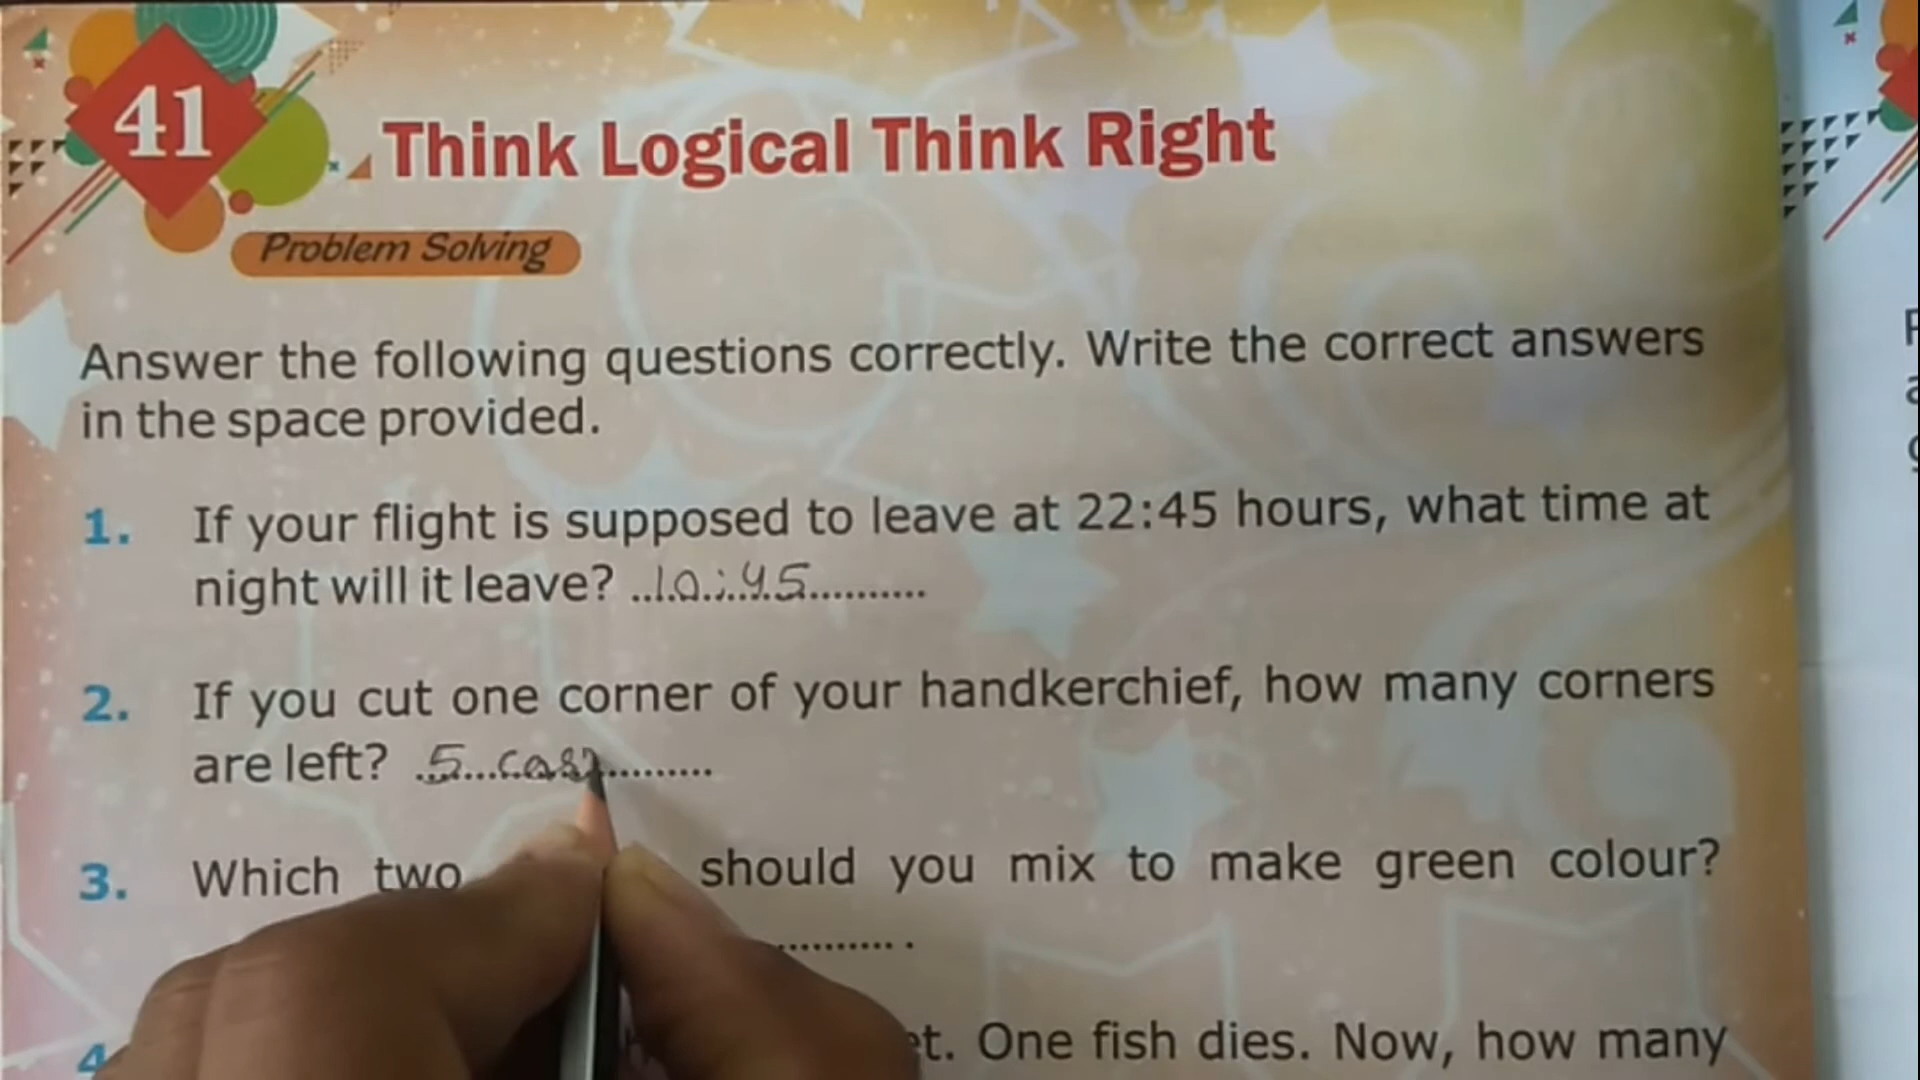 41
Think Logical Think Right
Problem Solving
Answer the following questions correctly. Write the correct answers
in the space provided.
1. If your flight is supposed to leave at 22:45 hours, what time at
night will it leave? ..10:45..........
2. If you cut one corner of your handkerchief, how many corners
are left? .5
3. Which two should you mix to make green colour?
4
One fish dies. Now, how many